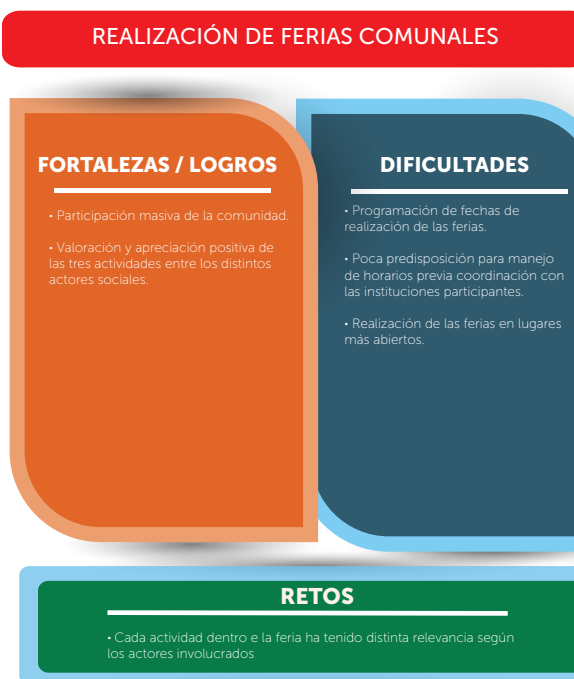 REALIZACIÓN DE FERIAS COMUNALES
FORTALEZAS / LOGROS
• Participación masiva de la comunidad.
• Valoración y apreciación positiva de
las tres actividades entre los distintos
actores sociales.
DIFICULTADES
• Programación de fechas de
realización de las ferias.
• Poca predisposición para manejo
de horarios previa coordinación con
las instituciones participantes.
• Realización de las ferias en lugares
más abiertos.
RETOS
• Cada actividad dentro e la feria ha tenido distinta relevancia según
los actores involucrados